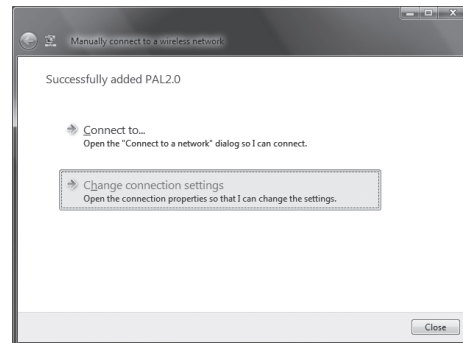 Manually connect to a wireless network
Successfully added PAL2.0
Connect to...
Open the "Connect to a network" dialog so I can connect.
Change connection settings
Open the connection properties so that I can change the settings.
Close